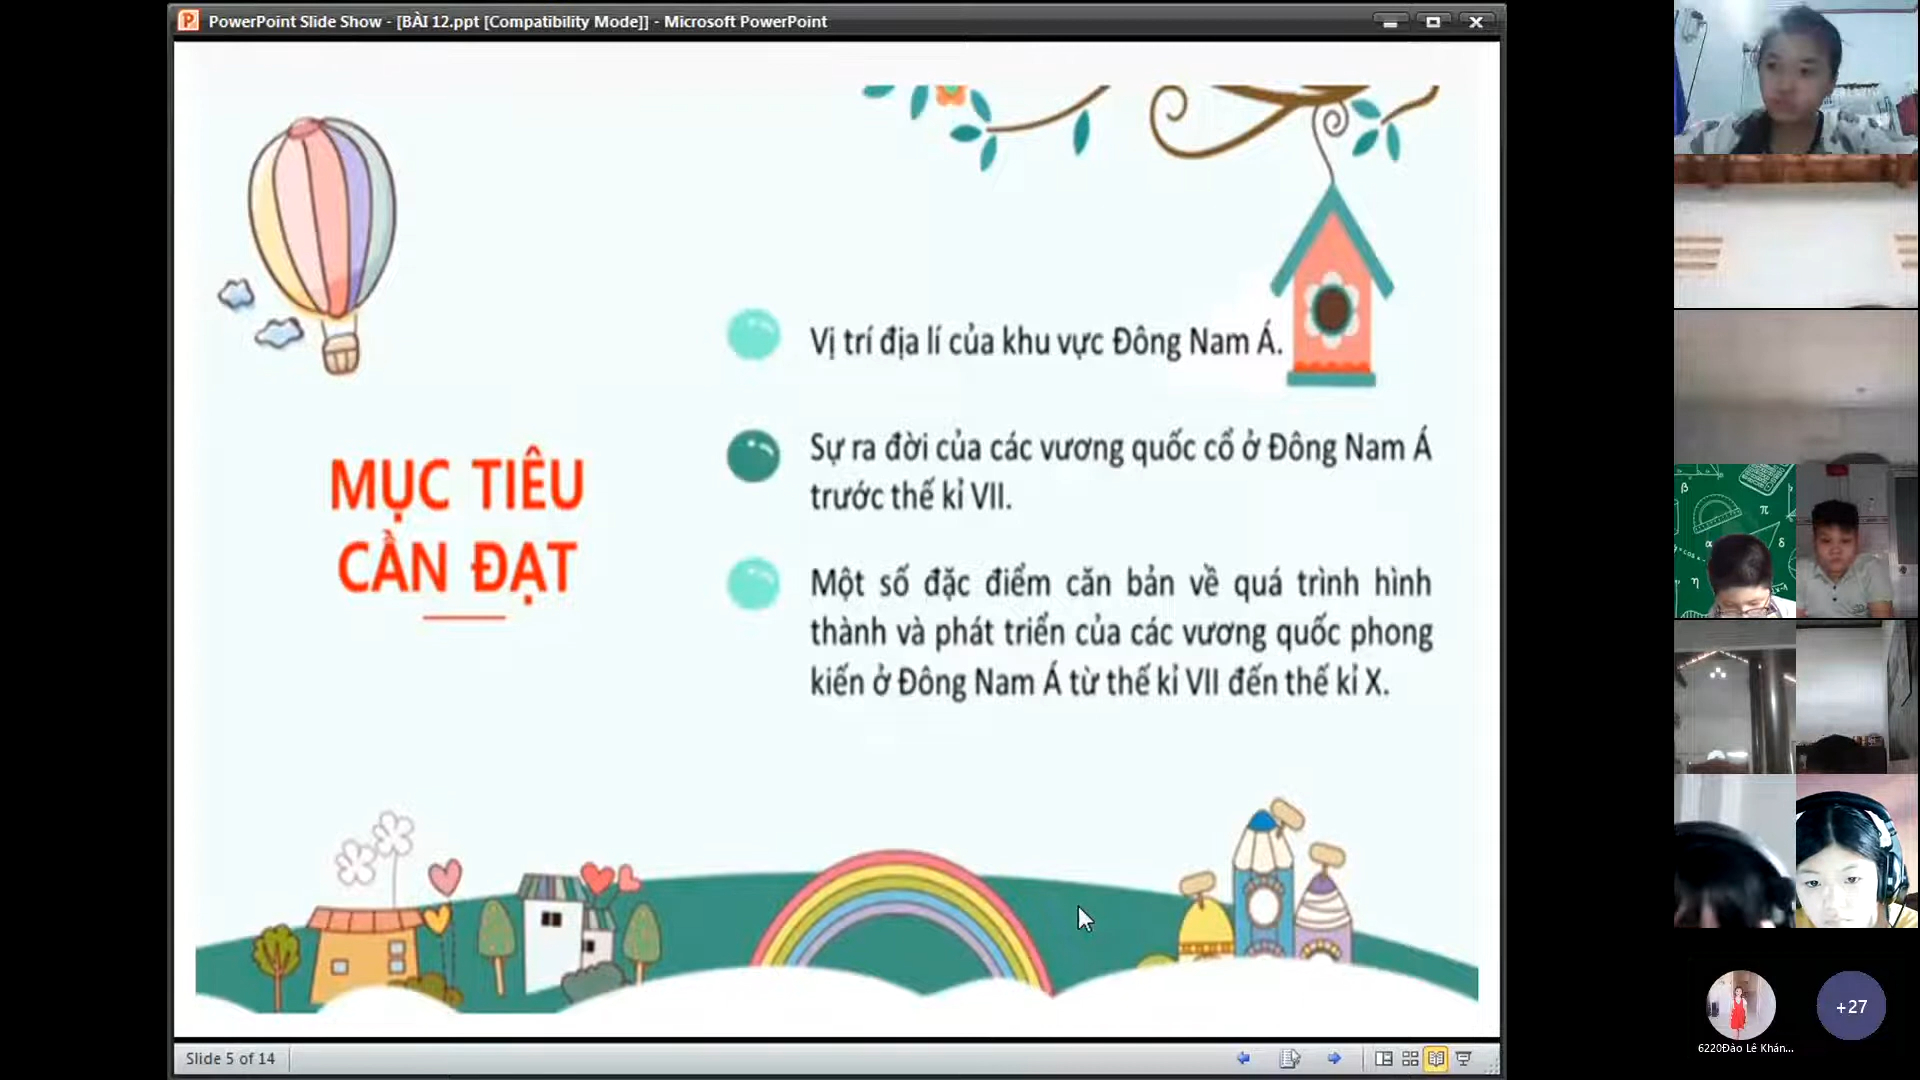 PowerPoint Slide Show - [BÀI 12.ppt [Compatibility Mode]] - Microsoft PowerPoint
MỤC TIÊU
CẦN ĐẠT
Vị trí địa lí của khu vực Đông Nam Á.
Sự ra đời của các vương quốc cổ ở Đông Nam Á
trước thế kỉ VII.
Một số đặc điểm căn bản về quá trình hình
thành và phát triển của các vương quốc phong
kiến ở Đông Nam Á từ thế kỉ VII đến thế kỉ X.
Slide 5 of 14
+27
6220Đào Lê Khán...